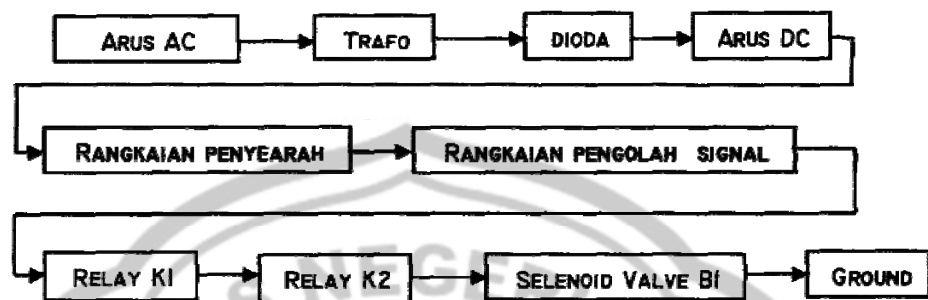 ARUS AC TRAFO DIODA ARUS DC
RANGKAIAN PENYEARAH RANGKAIAN PENGOLAH SIGNAL
RELAY K1 RELAY K2 SELENOID VALVE B1 GROUND
S NEGER